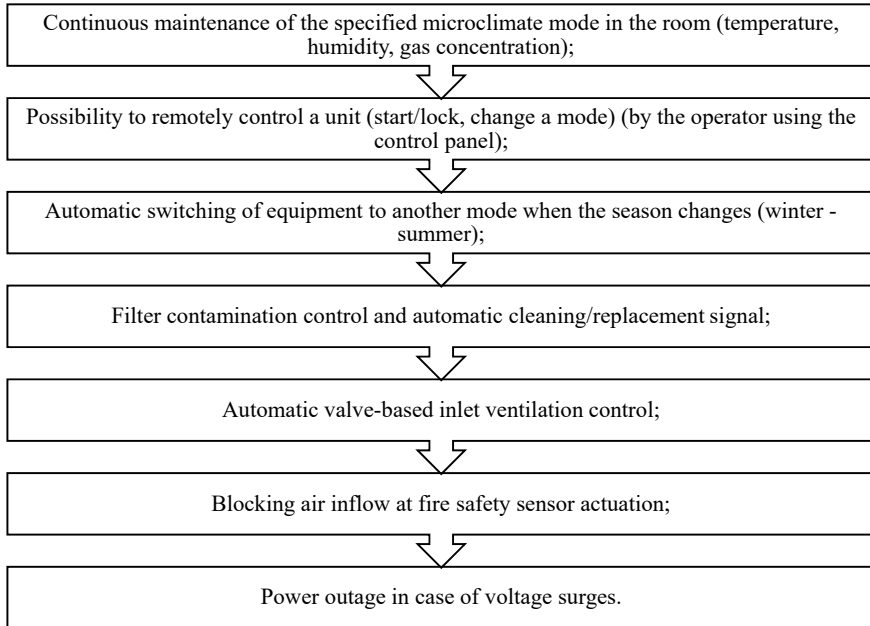 Continuous maintenance of the specified microclimate mode in the room (temperature,
humidity, gas concentration);
Possibility to remotely control a unit (start/lock, change a mode) (by the operator using the
control panel);
Automatic switching of equipment to another mode when the season changes (winter -
summer);
Filter contamination control and automatic cleaning/replacement signal;
Automatic valve-based inlet ventilation control;
Blocking air inflow at fire safety sensor actuation;
Power outage in case of voltage surges.